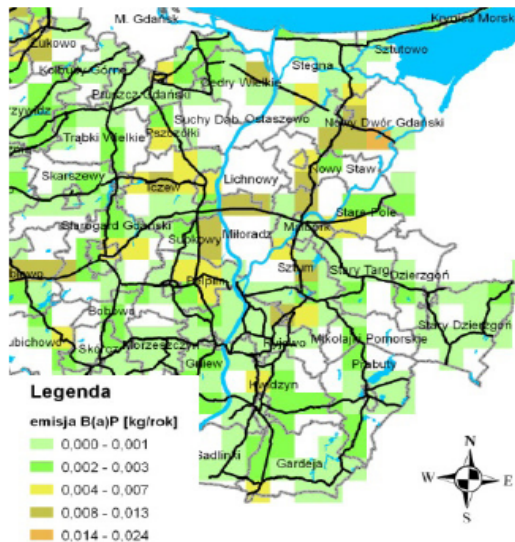 M. Gdańsk
Krynica Morsk
Żukowo
Sztutowo
Kolbudy Górne
Stegna
Cedry Wielkie
Pruszcz Gdański
Suchy Dąb
Ostaszewo
Nowy Dwór Gdański
Trąbki Wielkie
Pszczółki
Lichnowy
Nowy Staw
Skarszewy
Tczew
Stare Pole
Starogard Gdański
Miłoradz
Malbork
Subkowy
Sztum
Stary Targ
Dzierzgoń
Pelplin
Bobowo
Stary Dzierzgoń
ubichowo
Skórcz
Morzeszczyn
Ryjewo
Mikołajki Pomorskie
Gniew
Prabuty
Kwidzyn
Sadlinki
Gardeja
Legenda
emisja B(a)P [kg/rok]
0,000 - 0,001
0,002 - 0,003
0,004 - 0,007
0,008 - 0,013
0,014 - 0,024
N
W
E
S